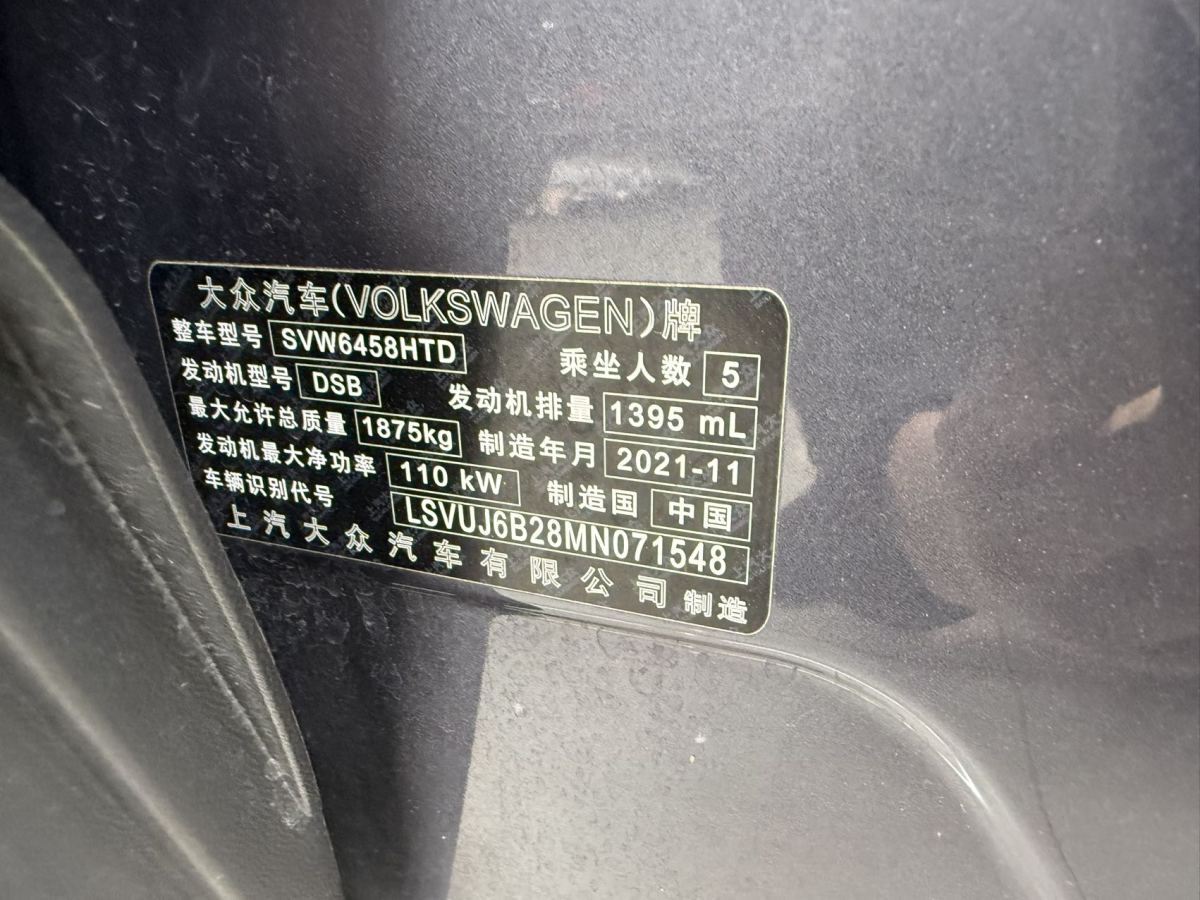 大众汽车(VOLKSWAGEN)牌
整车型号 SVW6458HTD 乘坐人数 5
发动机型号 DSB 发动机排量 1395 mL
最大允许总质量 1875kg 制造年月 2021-11
发动机最大净功率 110 kW 制造国 中国
车辆识别代号 LSVUJ6B28MN071548
上汽大众汽车有限公司 制造